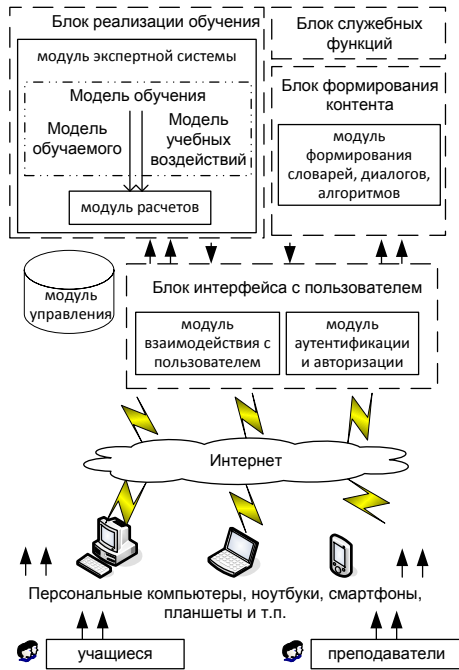 Блок реализации обучения
модуль экспертной системы
Модель обучения
Модель
обучаемого
Модель
учебных
воздействий
модуль расчетов
Блок служебных
функций
Блок формирования
контента
модуль
формирования
словарей, диалогов,
алгоритмов
модуль
управления
Блок интерфейса с пользователем
модуль
взаимодействия с
пользователем
модуль
аутентификации
и авторизации
Интернет
Персональные компьютеры, ноутбуки, смартфоны,
планшеты и т.п.
учащиеся
преподаватели